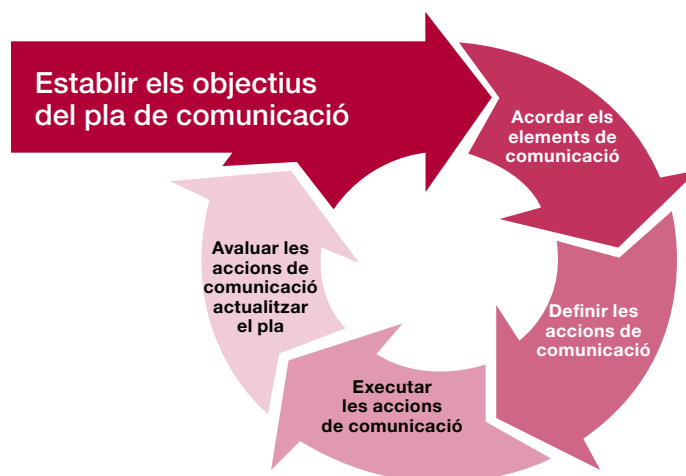 Establir els objectius
del pla de comunicació
Acordar els
elements de
comunicació
Definir les
accions de
comunicació
Executar
les accions
de comunicació
Avaluar les
accions de
comunicació
actualitzar
el pla